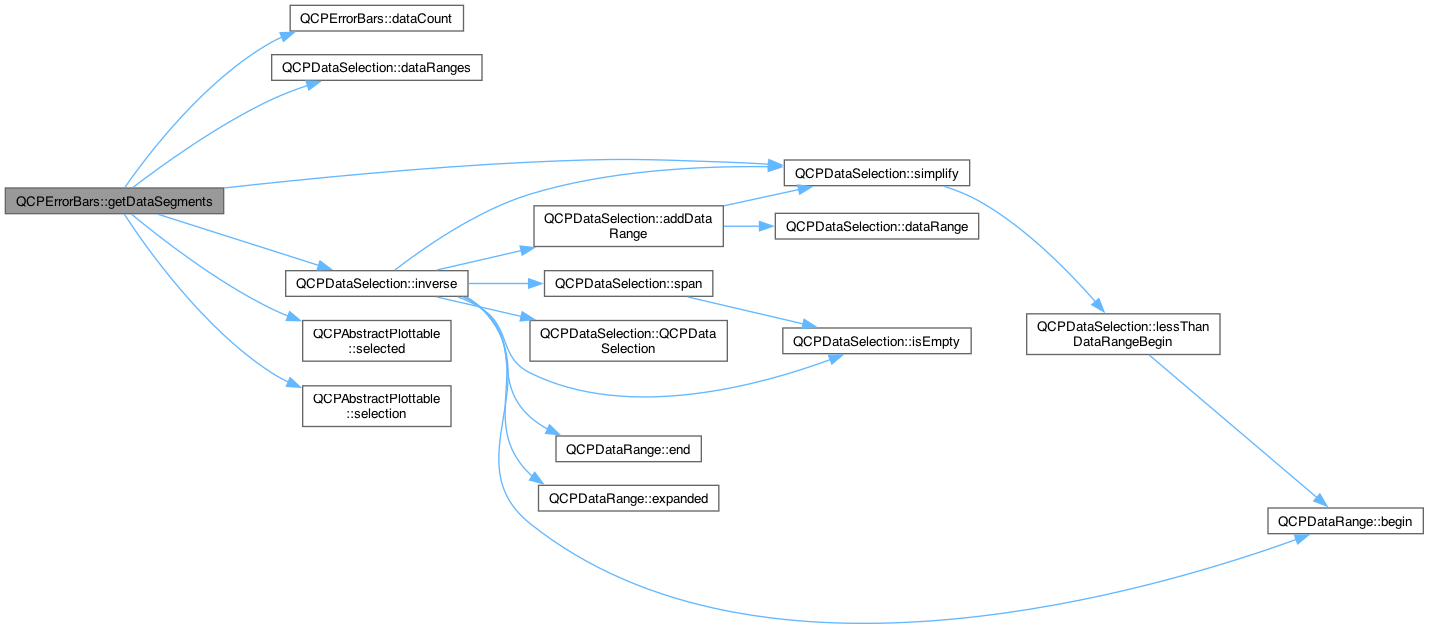 QCPErrorBars::dataCount
QCPDataSelection::dataRanges
QCPErrorBars::getDataSegments
QCPDataSelection::simplify
QCPDataSelection::addData
Range
QCPDataSelection::dataRange
QCPDataSelection::inverse
QCPDataSelection::span
QCPAbstractPlottable
::selected
QCPDataSelection::QCPData
Selection
QCPDataSelection::isEmpty
QCPDataSelection::lessThan
DataRangeBegin
QCPAbstractPlottable
::selection
QCPDataRange::end
QCPDataRange::expanded
QCPDataRange::begin